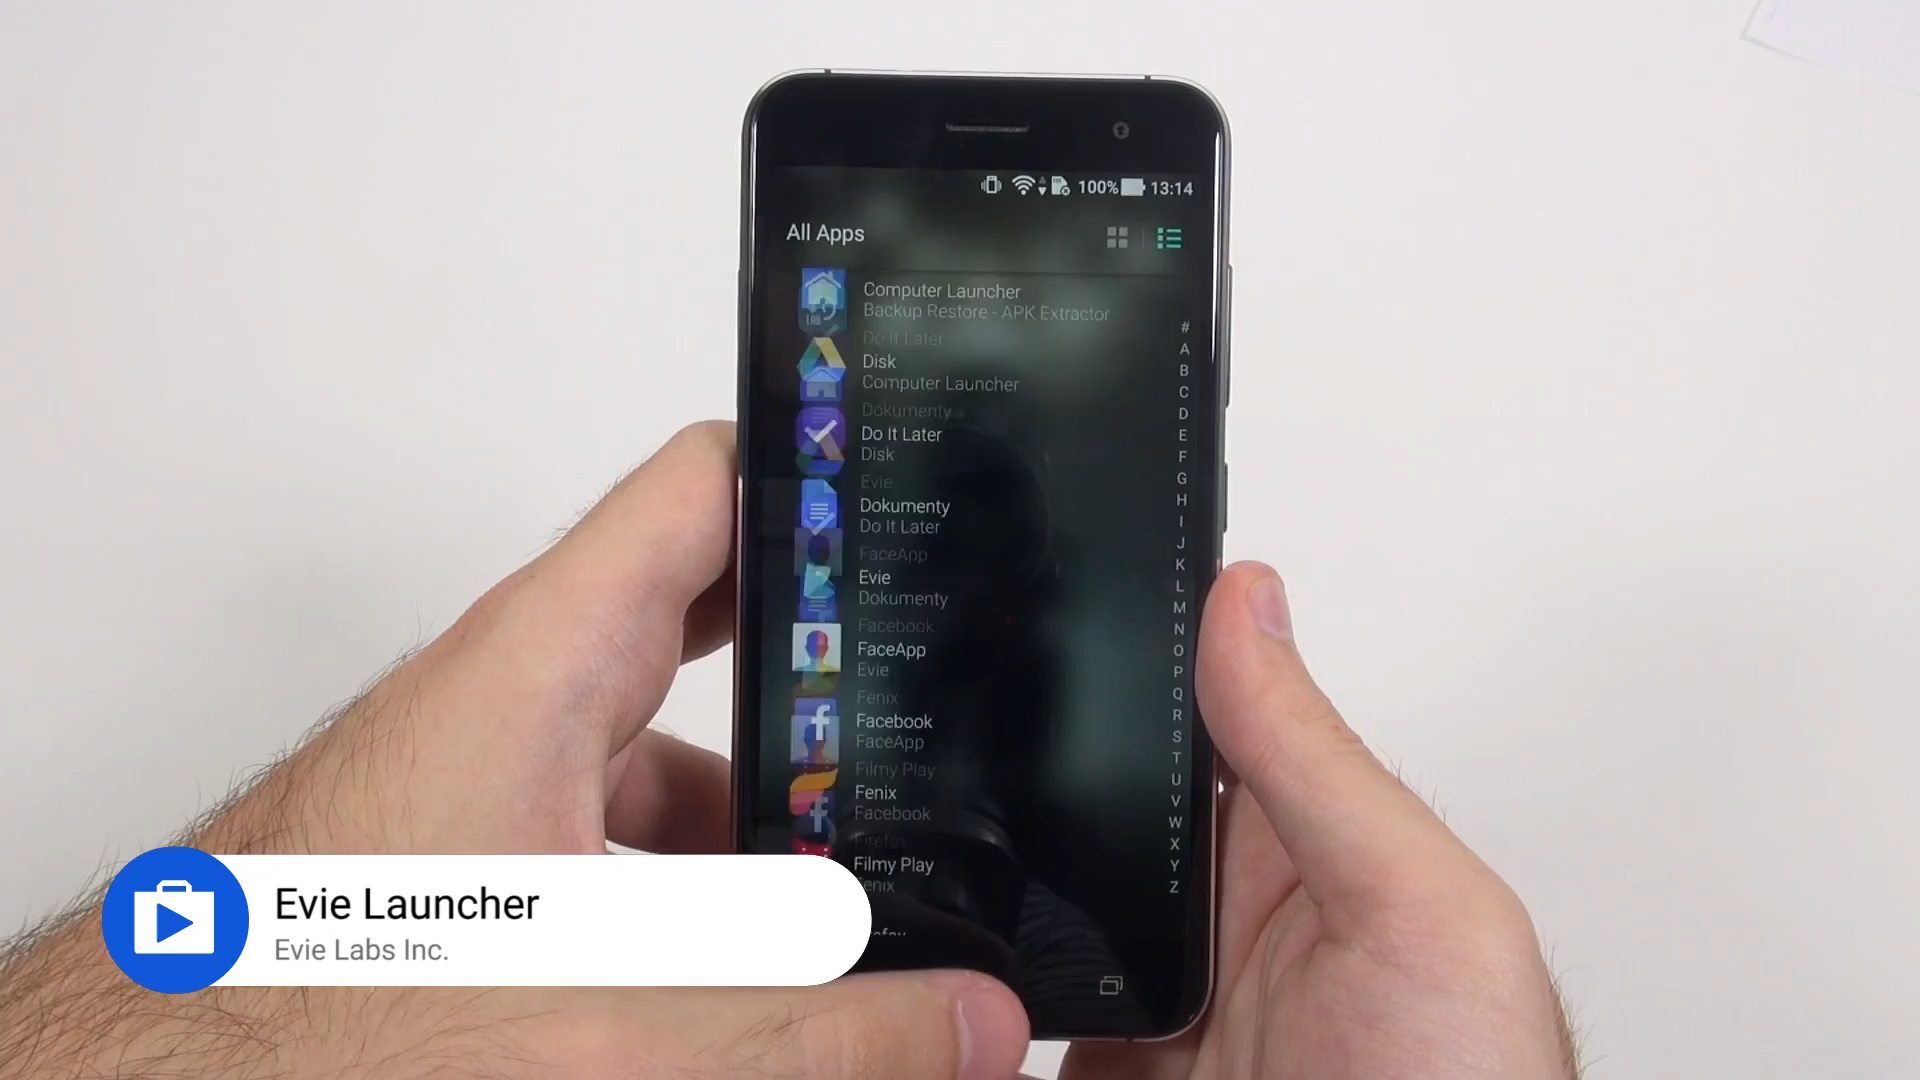 100% 13:14
All Apps
Computer Launcher
Backup Restore - APK Extractor
Do It Later
Disk
Computer Launcher
Dokumenty
Do It Later
Disk
Evie
Dokumenty
Do It Later
FaceApp
Evie
Dokumenty
Facebook
FaceApp
Evie
Fenix
Facebook
FaceApp
Filmy Play
Fenix
Facebook
Firefox
Filmy Play
Fenix
#
A
B
C
D
E
F
G
H
I
J
K
L
M
N
O
P
Q
R
S
T
U
V
W
X
Y
Z
Evie Launcher
Evie Labs Inc.